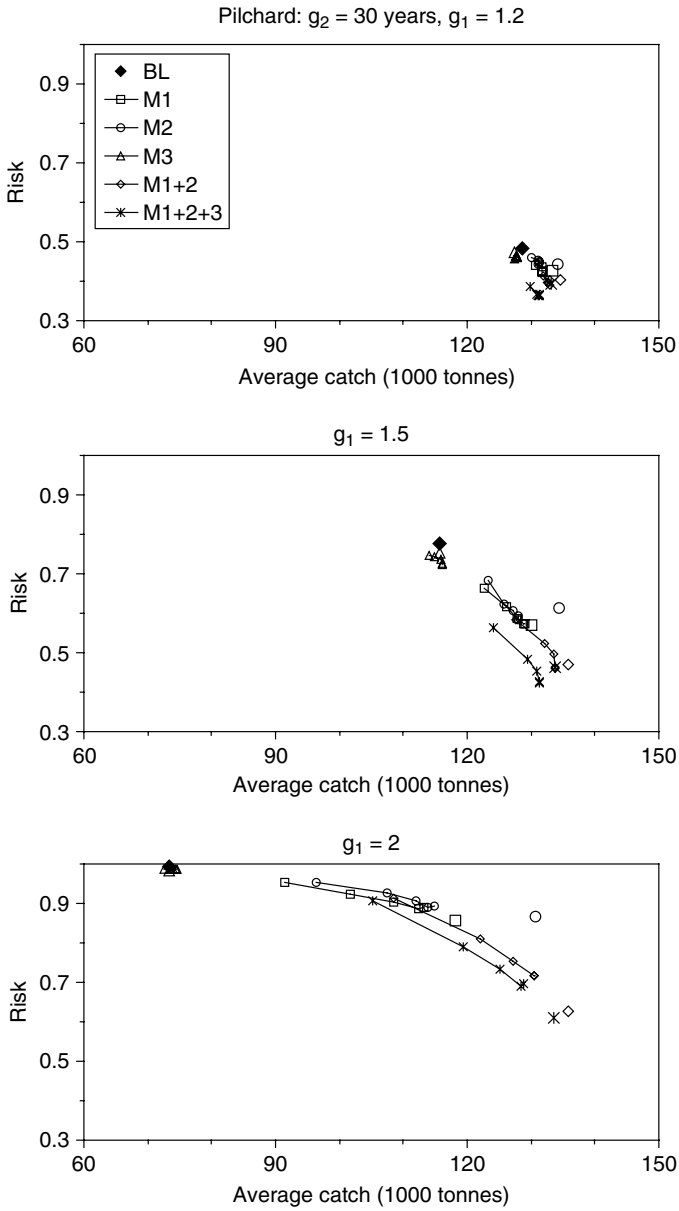 Pilchard: g₂ = 30 years, g₁ = 1.2
BL
M1
M2
M3
M1+2
M1+2+3
0.9
0.7
0.5
0.3
Risk
60 90 120 150
Average catch (1000 tonnes)
g₁ = 1.5
0.9
0.7
0.5
0.3
Risk
60 90 120 150
Average catch (1000 tonnes)
g₁ = 2
0.9
0.7
0.5
0.3
Risk
60 90 120 150
Average catch (1000 tonnes)